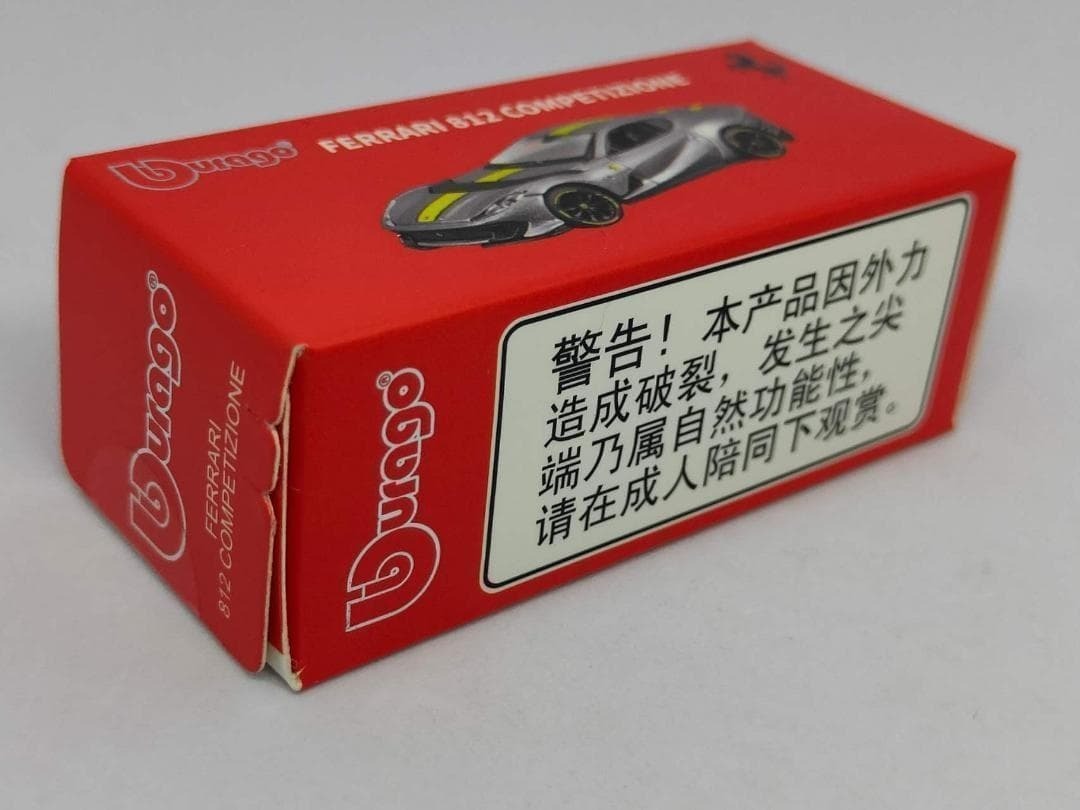 Burago®
FERRARI 812 COMPETIZIONE
Burago®
FERRARI
812 COMPETIZIONE
Burago®
警告！本产品因外力
造成破裂，发生之尖
端乃属自然功能性，
请在成人陪同下观赏。